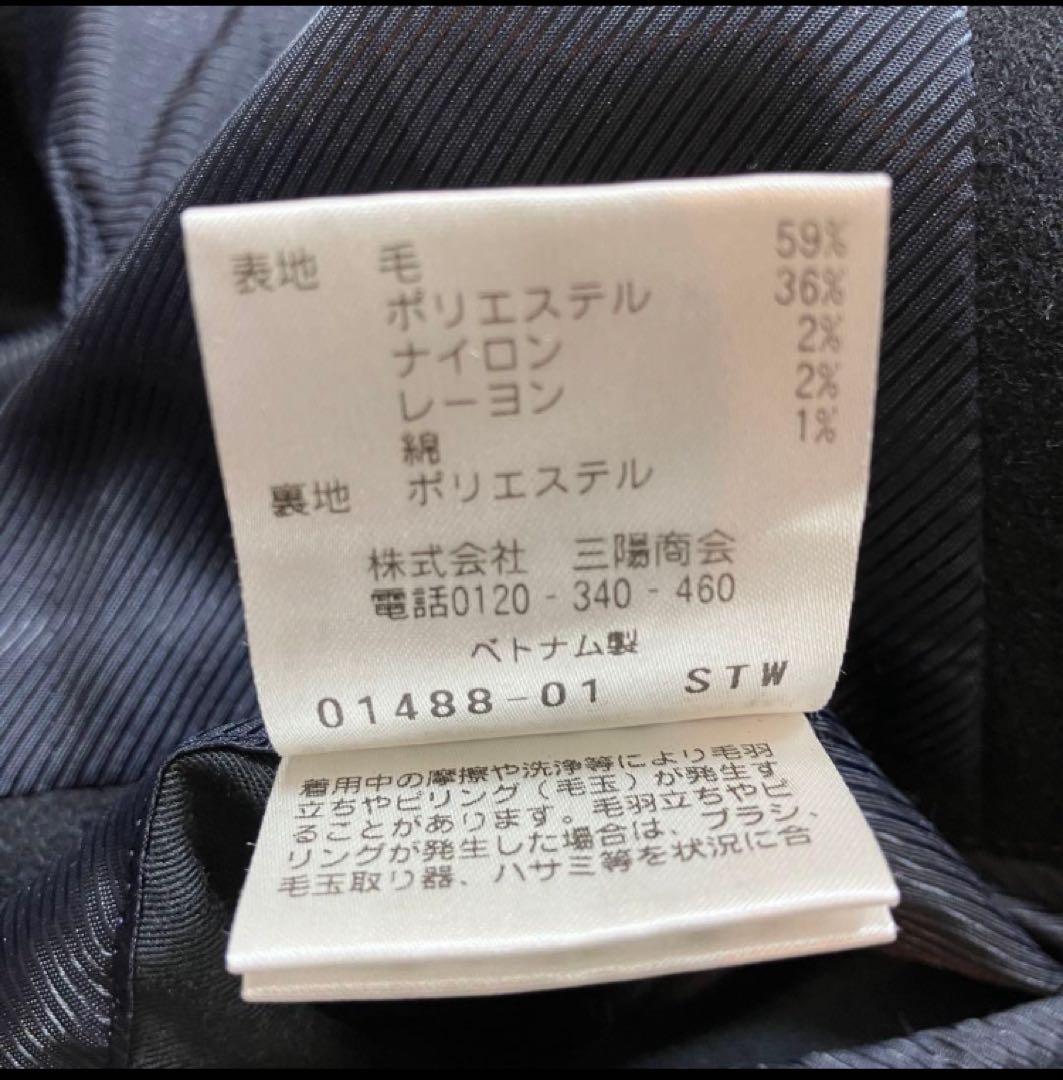 表地 毛 59%
ポリエステル 36%
ナイロン 2%
レーヨン 2%
綿 1%
裏地 ポリエステル
株式会社 三陽商会
電話0120-340-460
ベトナム製
01488-01 STW
着用中の摩擦や洗浄等により毛羽
立ちやピリング(毛玉)が発生す
ることがあります。毛羽立ちやピ
リングが発生した場合は、ブラシ、
毛玉取り器、ハサミ等を状況に合